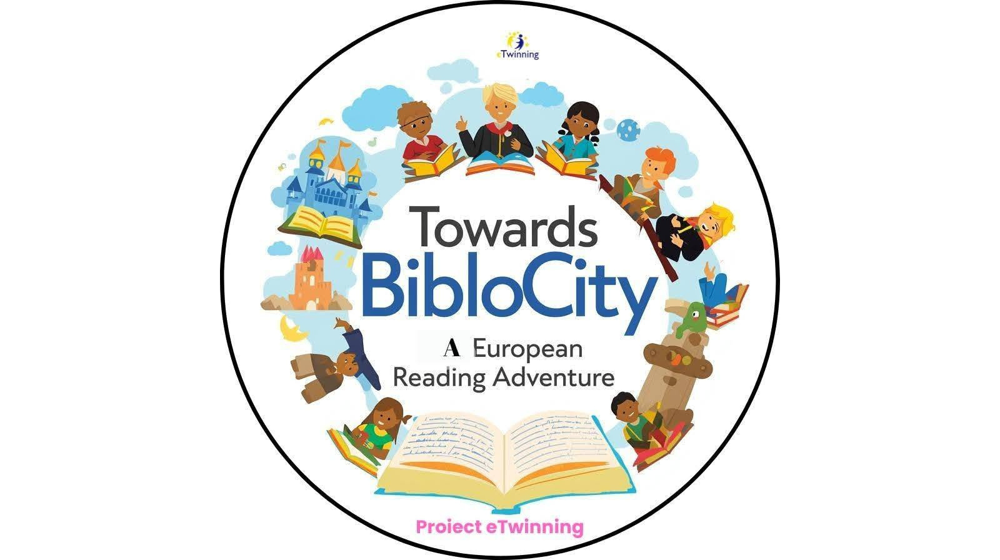 eTwinning
Towards
BibloCity
A European
Reading Adventure
Proiect eTwinning